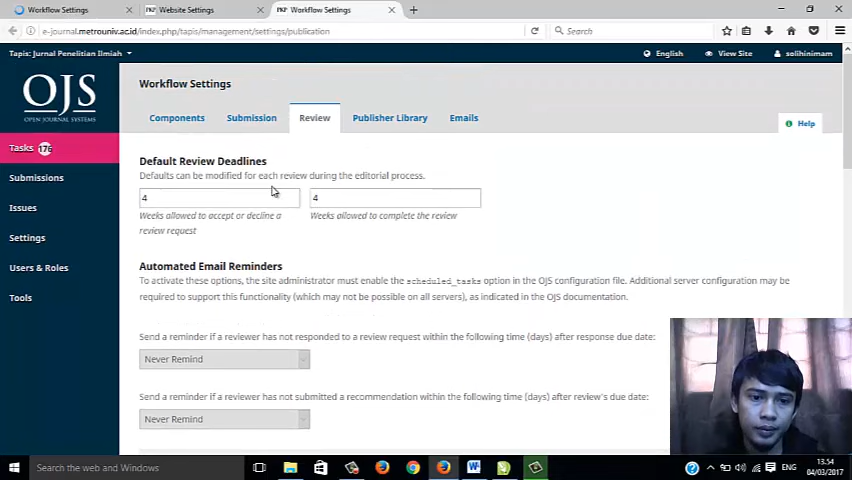 Workflow Settings
Website Settings
Workflow Settings
e-journal.metrouniv.ac.id/index.php/tapis/management/settings/publication
Search
Tapis: Jurnal Penelitian Ilmiah
English
View Site
solihinimam
OJS
OPEN JOURNAL SYSTEMS
Workflow Settings
Components
Submission
Review
Publisher Library
Emails
Help
Tasks 176
Submissions
Issues
Settings
Users & Roles
Tools
Default Review Deadlines
Defaults can be modified for each review during the editorial process.
4
4
Weeks allowed to accept or decline a
review request
Weeks allowed to complete the review
Automated Email Reminders
To activate these options, the site administrator must enable the scheduled_tasks option in the OJS configuration file. Additional server configuration may be
required to support this functionality (which may not be possible on all servers), as indicated in the OJS documentation.
Send a reminder if a reviewer has not responded to a review request within the following time (days) after response due date:
Never Remind
Send a reminder if a reviewer has not submitted a recommendation within the following time (days) after review's due date:
Never Remind
Search the web and Windows
ENG
13.54
04/03/2017